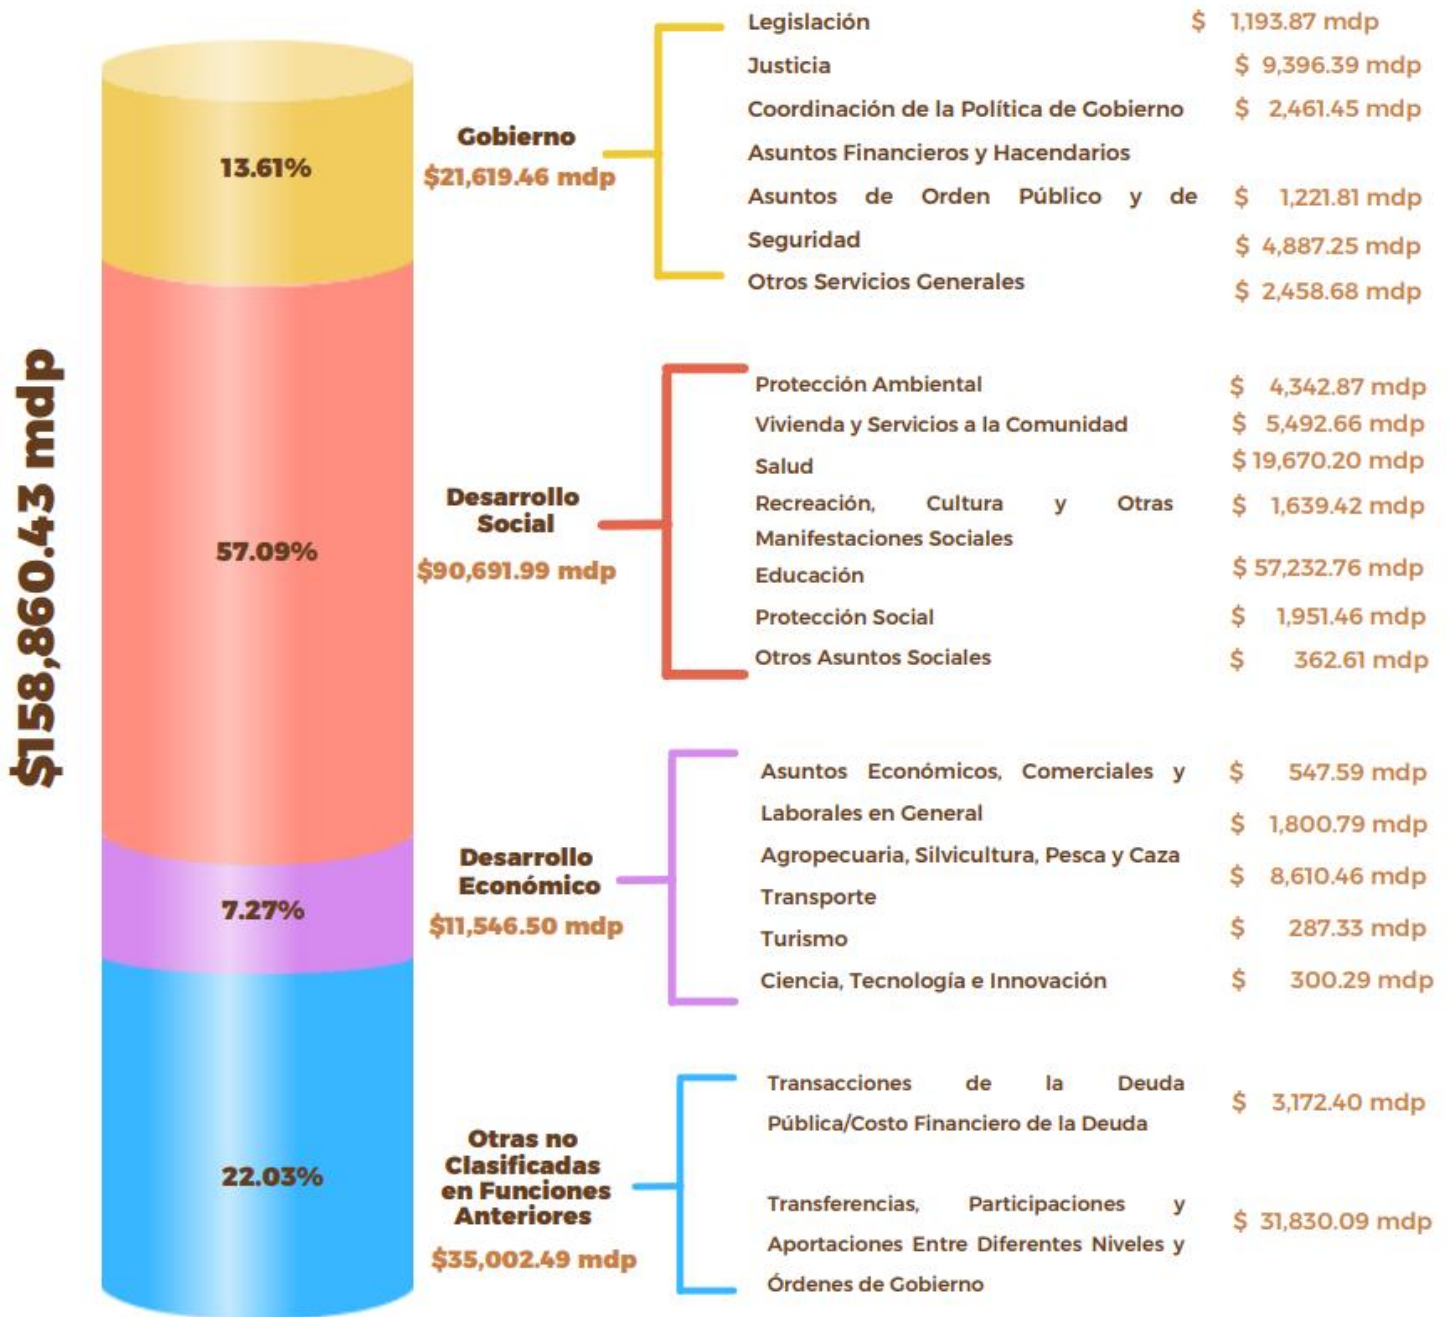 $158,860.43 mdp
13.61%
57.09%
7.27%
22.03%
Gobierno
$21,619.46 mdp
Legislación $ 1,193.87 mdp
Justicia $ 9,396.39 mdp
Coordinación de la Política de Gobierno $ 2,461.45 mdp
Asuntos Financieros y Hacendarios
Asuntos de Orden Público y de $ 1,221.81 mdp
Seguridad $ 4,887.25 mdp
Otros Servicios Generales $ 2,458.68 mdp
Desarrollo
Social
$90,691.99 mdp
Protección Ambiental $ 4,342.87 mdp
Vivienda y Servicios a la Comunidad $ 5,492.66 mdp
Salud $ 19,670.20 mdp
Recreación, Cultura y Otras $ 1,639.42 mdp
Manifestaciones Sociales
Educación $ 57,232.76 mdp
Protección Social $ 1,951.46 mdp
Otros Asuntos Sociales $ 362.61 mdp
Desarrollo
Económico
$11,546.50 mdp
Asuntos Económicos, Comerciales y $ 547.59 mdp
Laborales en General $ 1,800.79 mdp
Agropecuaria, Silvicultura, Pesca y Caza
Transporte $ 8,610.46 mdp
Turismo $ 287.33 mdp
Ciencia, Tecnología e Innovación $ 300.29 mdp
Otras no
Clasificadas
en Funciones
Anteriores
$35,002.49 mdp
Transacciones de la Deuda
Pública/Costo Financiero de la Deuda
$ 3,172.40 mdp
Transferencias, Participaciones y
Aportaciones Entre Diferentes Niveles y
Órdenes de Gobierno
$ 31,830.09 mdp